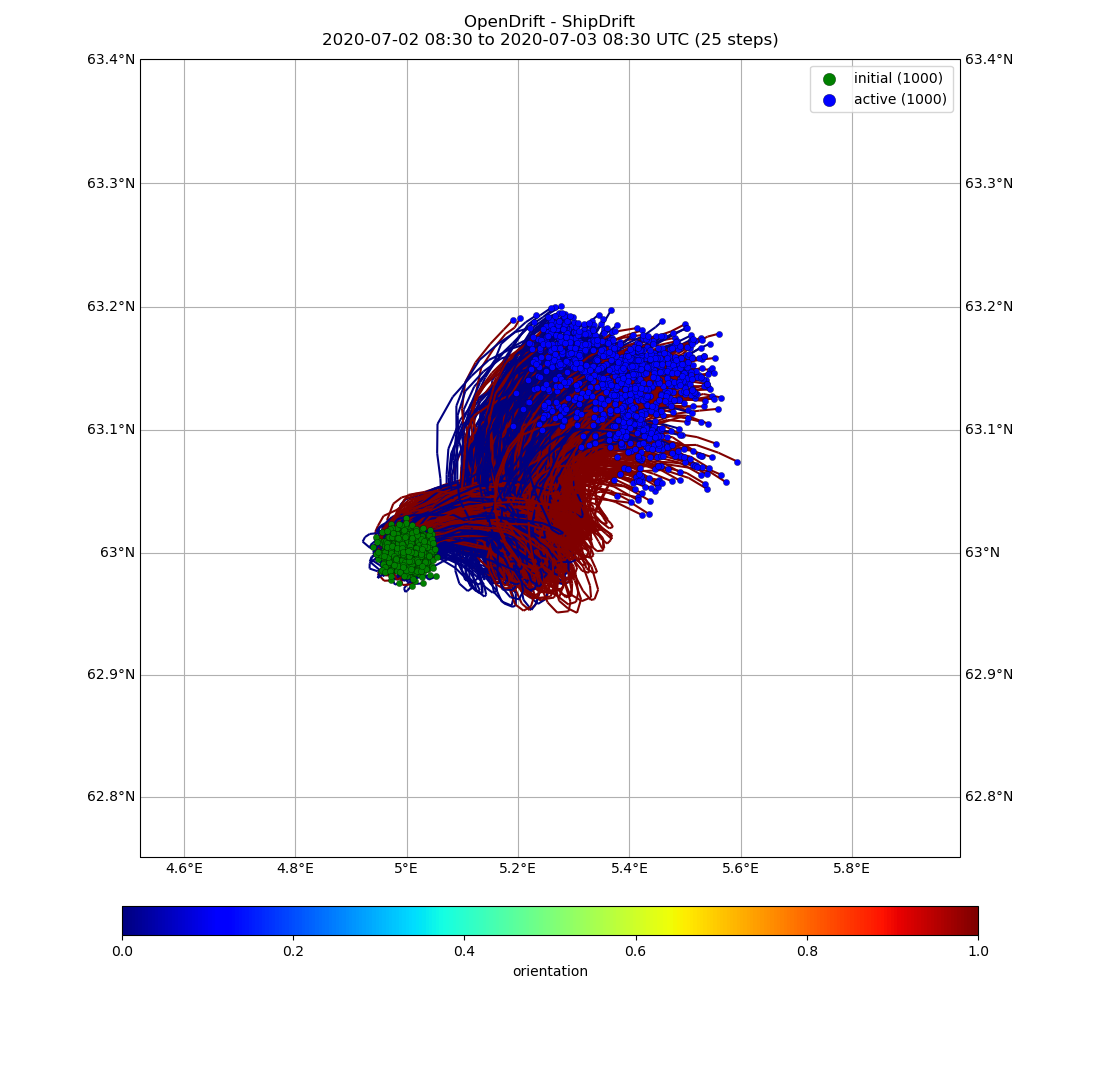 OpenDrift - ShipDrift
2020-07-02 08:30 to 2020-07-03 08:30 UTC (25 steps)
63.4°N 63.4°N
initial (1000)
active (1000)
63.3°N 63.3°N
63.2°N 63.2°N
63.1°N 63.1°N
63°N 63°N
62.9°N 62.9°N
62.8°N 62.8°N
4.6°E 4.8°E 5°E 5.2°E 5.4°E 5.6°E 5.8°E
0.0 0.2 0.4 0.6 0.8 1.0
orientation